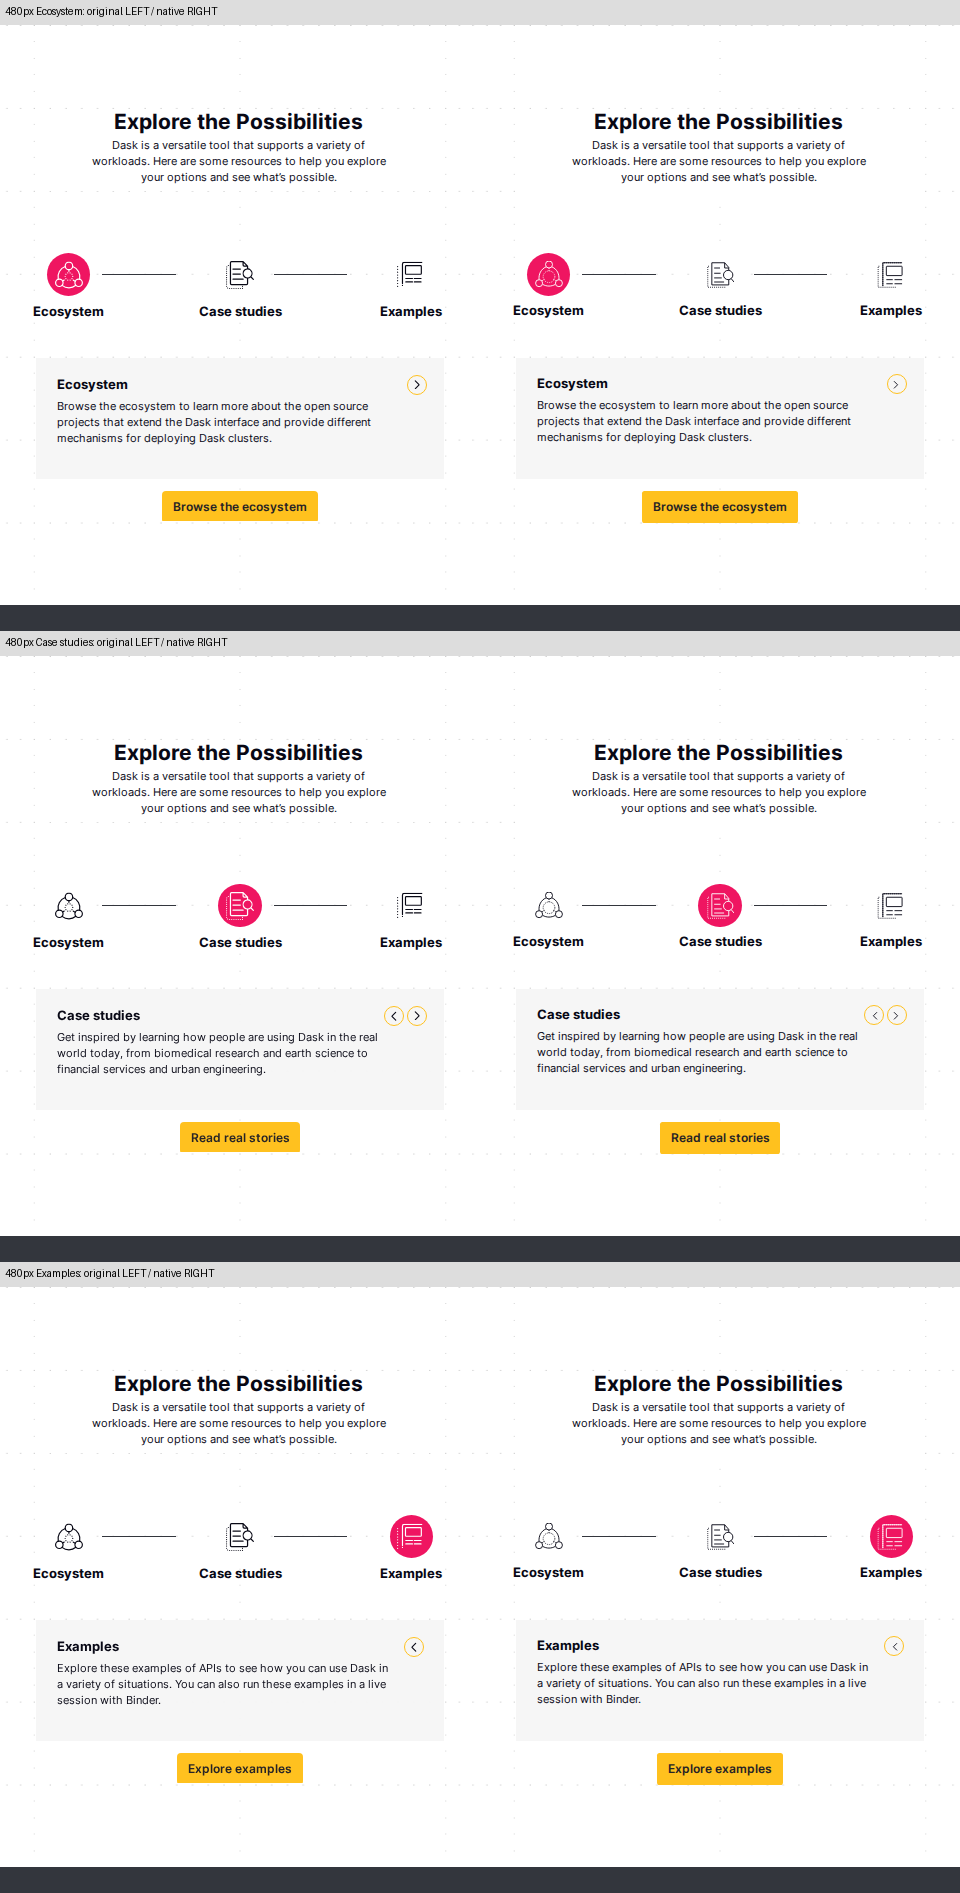 480px Ecosystem: original LEFT / native RIGHT
Explore the Possibilities
Dask is a versatile tool that supports a variety of
workloads. Here are some resources to help you explore
your options and see what's possible.
Ecosystem
Case studies
Examples
Ecosystem
Browse the ecosystem to learn more about the open source
projects that extend the Dask interface and provide different
mechanisms for deploying Dask clusters.
Browse the ecosystem
Explore the Possibilities
Dask is a versatile tool that supports a variety of
workloads. Here are some resources to help you explore
your options and see what's possible.
Ecosystem
Case studies
Examples
Ecosystem
Browse the ecosystem to learn more about the open source
projects that extend the Dask interface and provide different
mechanisms for deploying Dask clusters.
Browse the ecosystem
480px Case studies: original LEFT / native RIGHT
Explore the Possibilities
Dask is a versatile tool that supports a variety of
workloads. Here are some resources to help you explore
your options and see what's possible.
Ecosystem
Case studies
Examples
Case studies
Get inspired by learning how people are using Dask in the real
world today, from biomedical research and earth science to
financial services and urban engineering.
Read real stories
Explore the Possibilities
Dask is a versatile tool that supports a variety of
workloads. Here are some resources to help you explore
your options and see what's possible.
Ecosystem
Case studies
Examples
Case studies
Get inspired by learning how people are using Dask in the real
world today, from biomedical research and earth science to
financial services and urban engineering.
Read real stories
480px Examples: original LEFT / native RIGHT
Explore the Possibilities
Dask is a versatile tool that supports a variety of
workloads. Here are some resources to help you explore
your options and see what's possible.
Ecosystem
Case studies
Examples
Examples
Explore these examples of APIs to see how you can use Dask in
a variety of situations. You can also run these examples in a live
session with Binder.
Explore examples
Explore the Possibilities
Dask is a versatile tool that supports a variety of
workloads. Here are some resources to help you explore
your options and see what's possible.
Ecosystem
Case studies
Examples
Examples
Explore these examples of APIs to see how you can use Dask in
a variety of situations. You can also run these examples in a live
session with Binder.
Explore examples